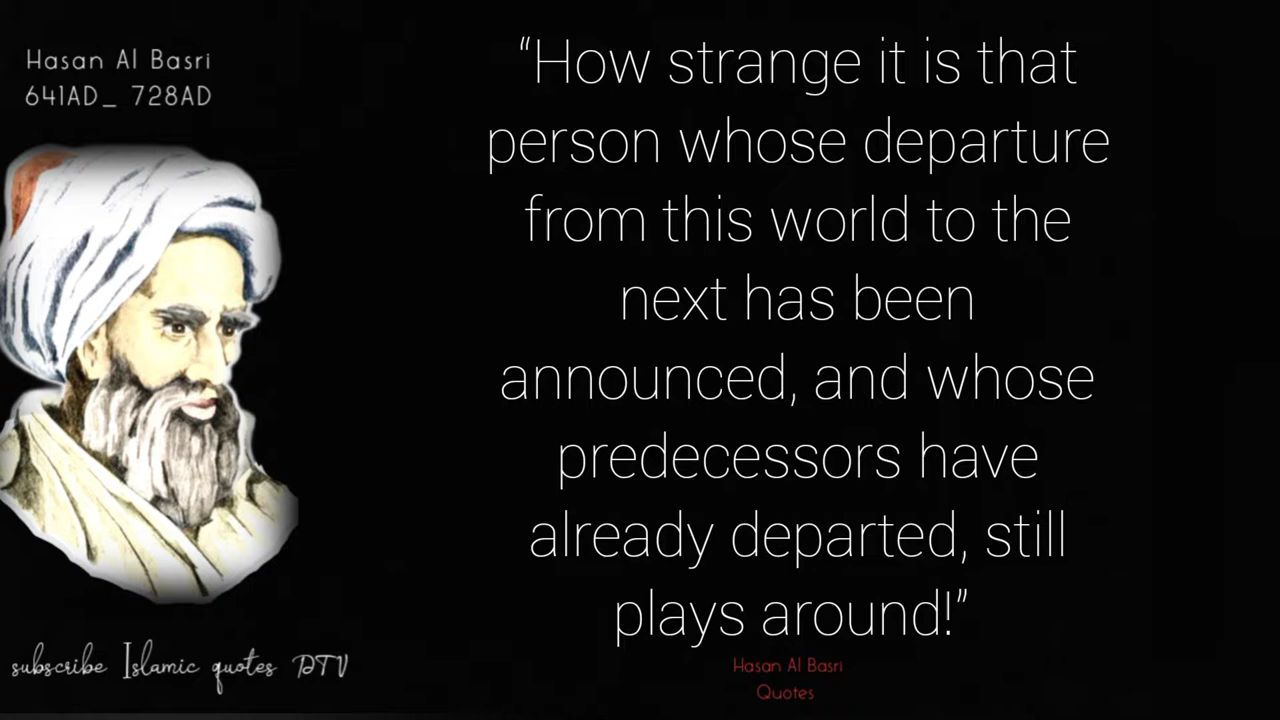 Hasan Al Basri
641AD_ 728AD
“How strange it is that
person whose departure
from this world to the
next has been
announced, and whose
predecessors have
already departed, still
plays around!”
subscribe Islamic quotes DTV
Hasan Al Basri
Quotes